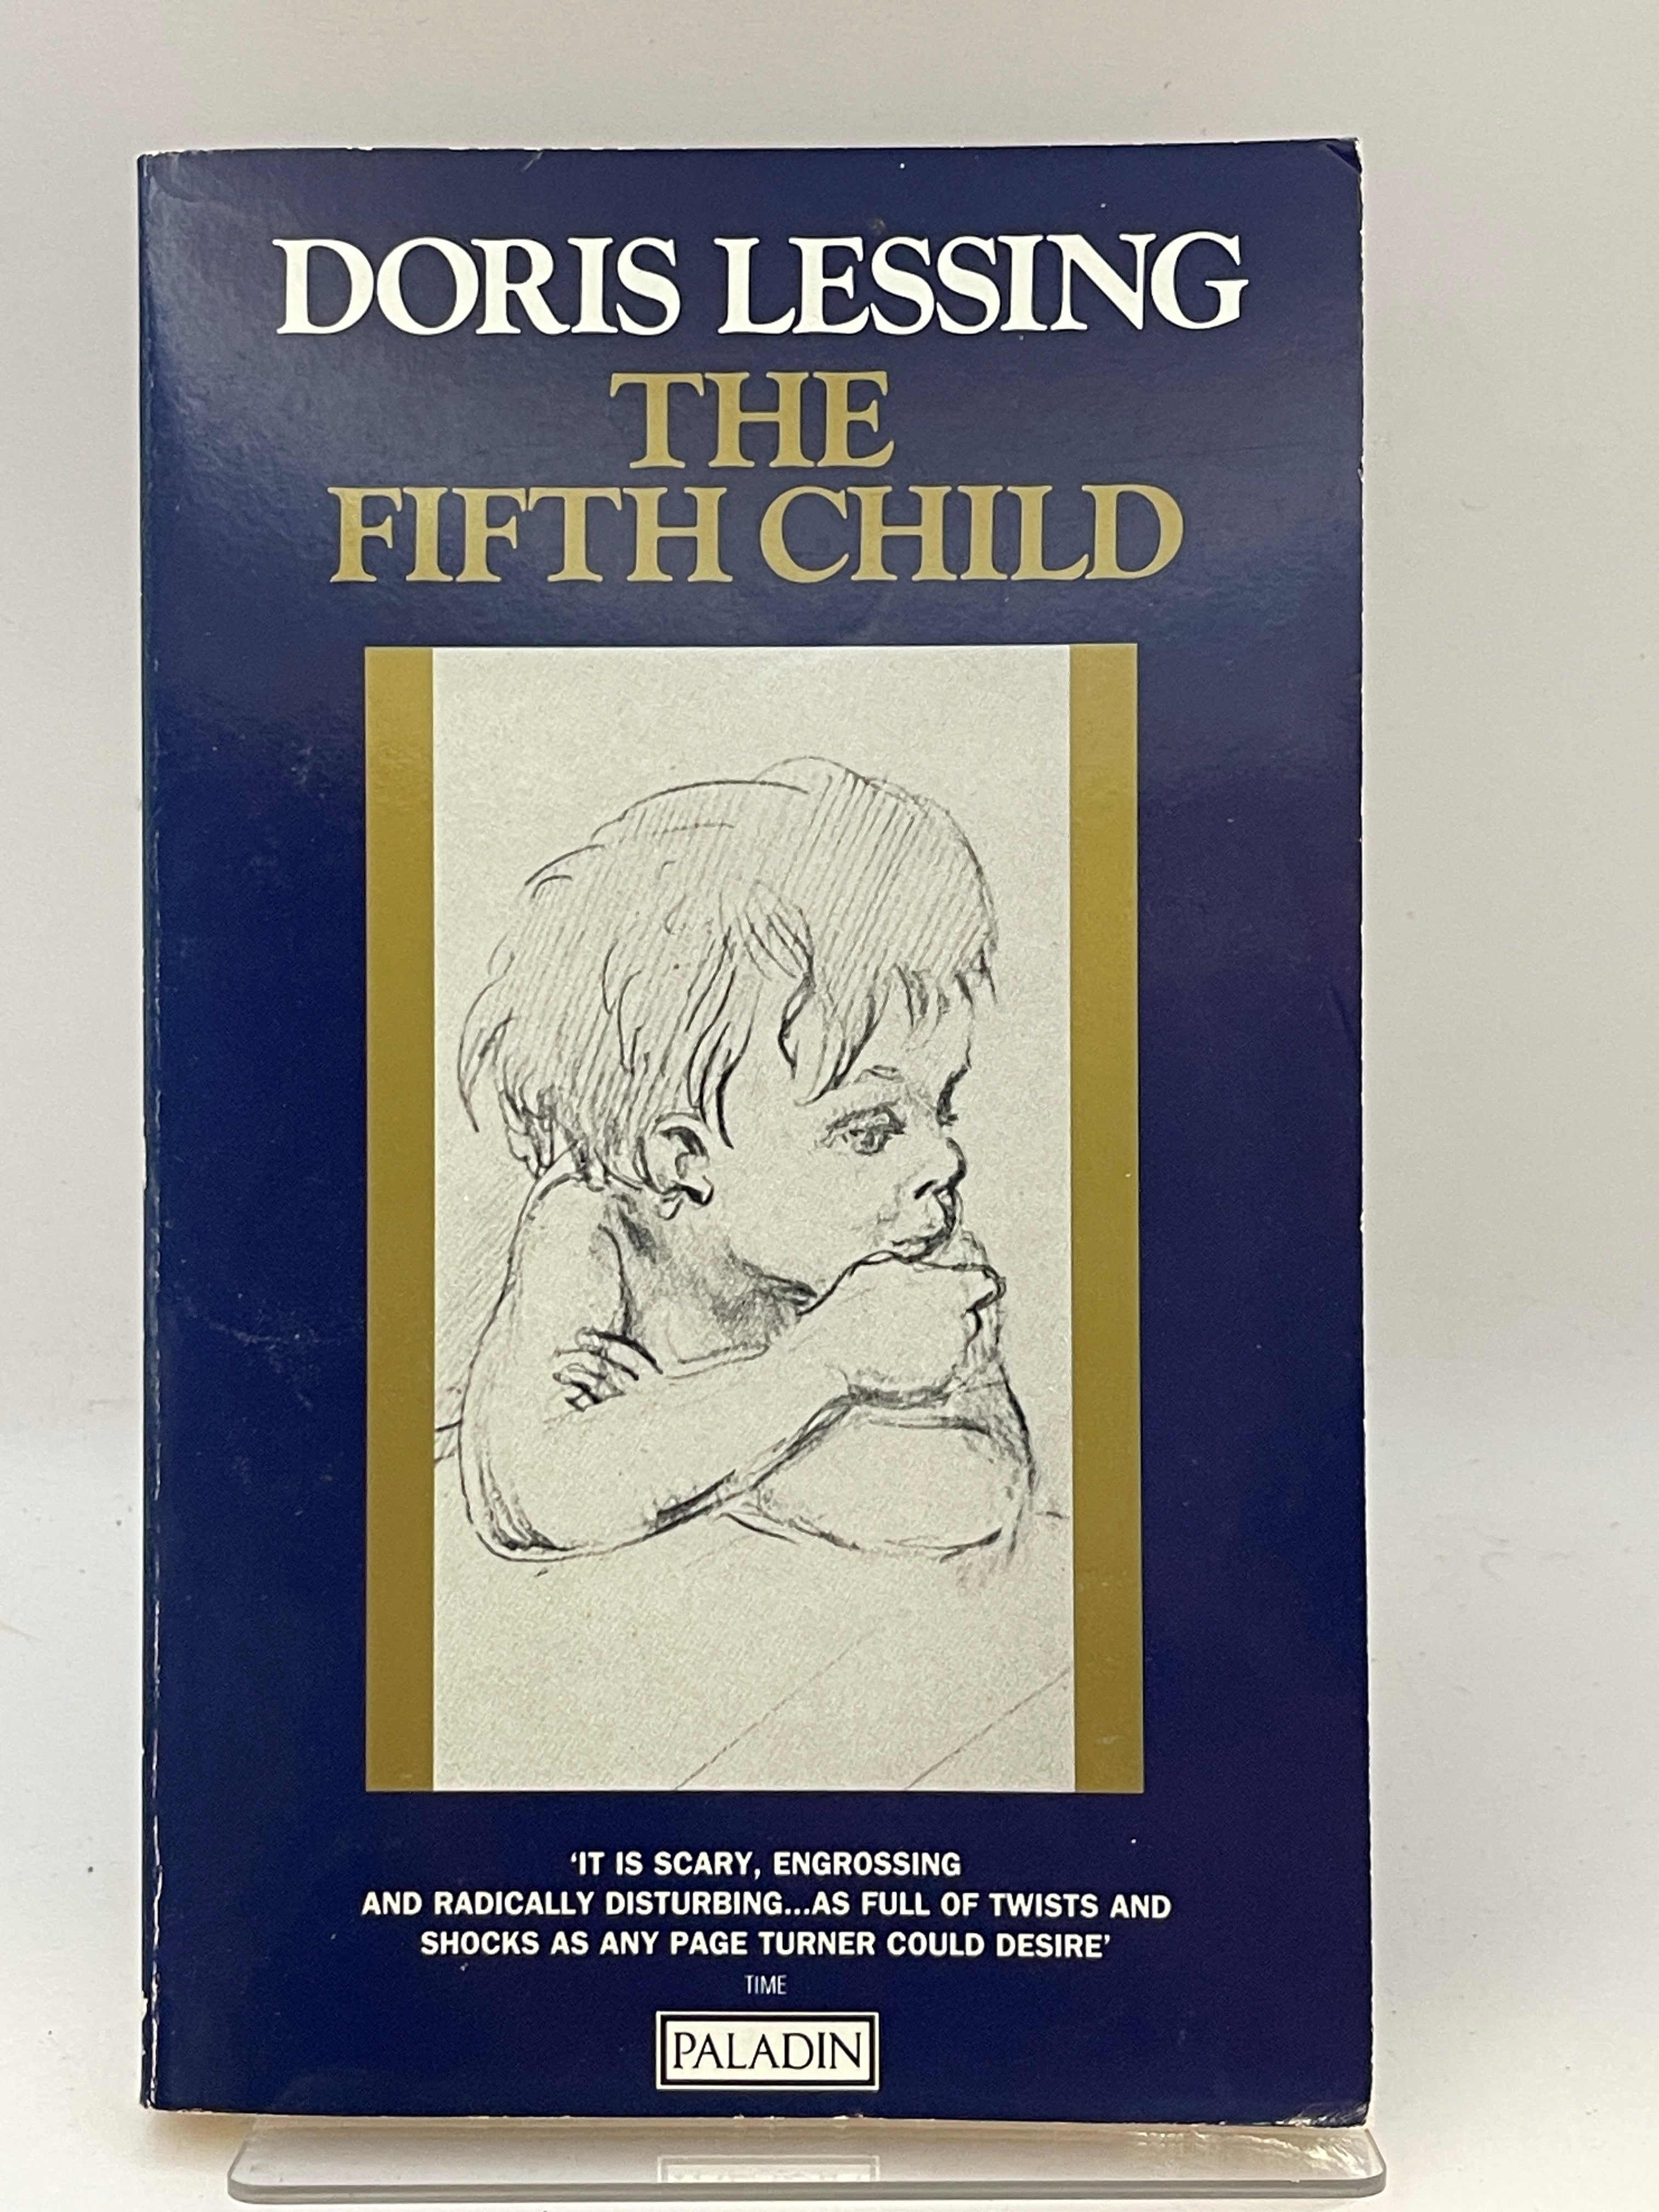 DORIS LESSING
THE
FIFTH CHILD
‘IT IS SCARY, ENGROSSING
AND RADICALLY DISTURBING...AS FULL OF TWISTS AND
SHOCKS AS ANY PAGE TURNER COULD DESIRE’
TIME
PALADIN